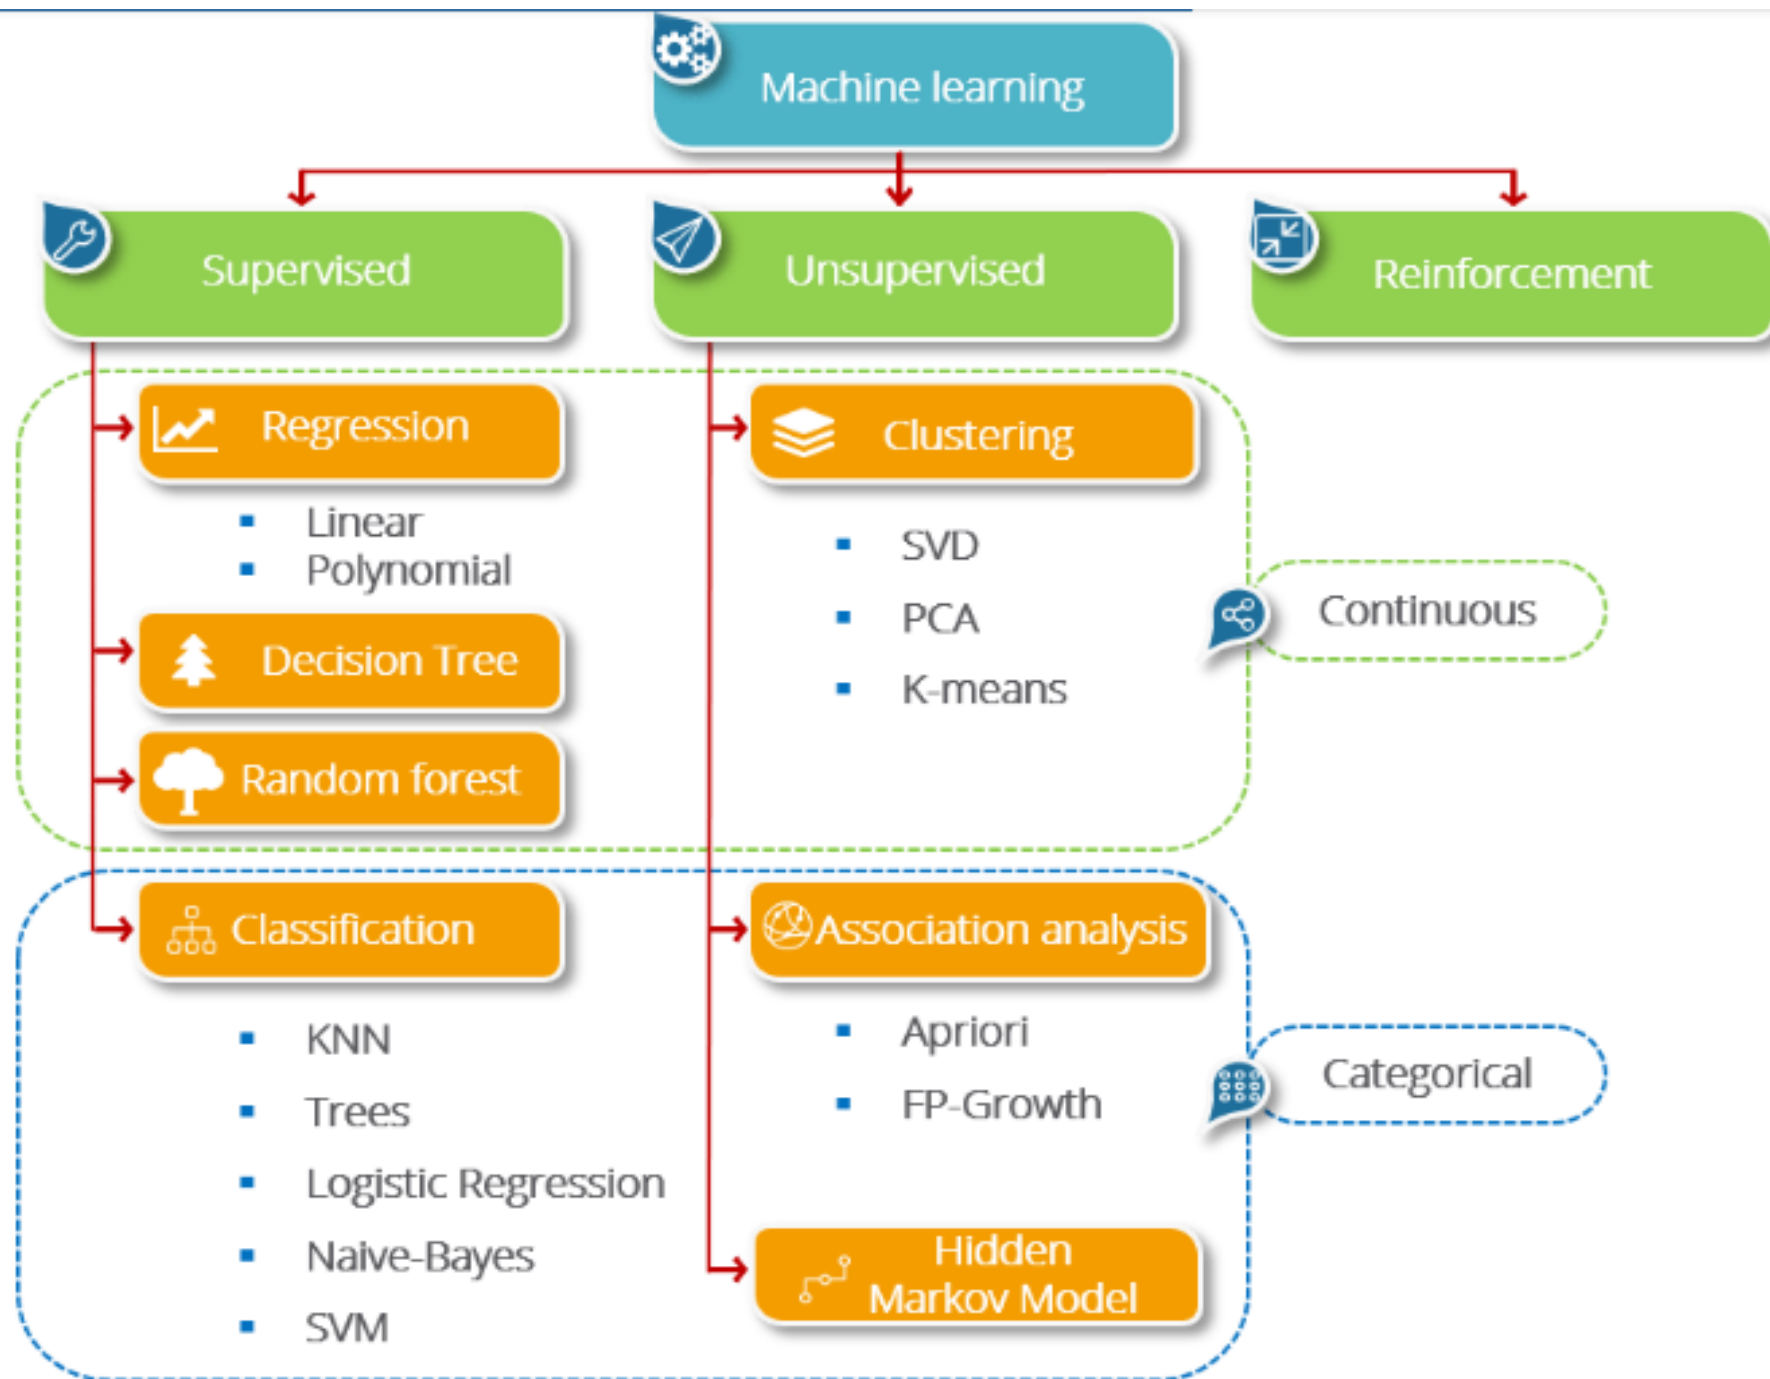 Machine learning
Supervised
Unsupervised
Reinforcement
Regression
Linear
Polynomial
Decision Tree
Random forest
Clustering
SVD
PCA
K-means
Continuous
Classification
KNN
Trees
Logistic Regression
Naive-Bayes
SVM
Association analysis
Apriori
FP-Growth
Hidden
Markov Model
Categorical